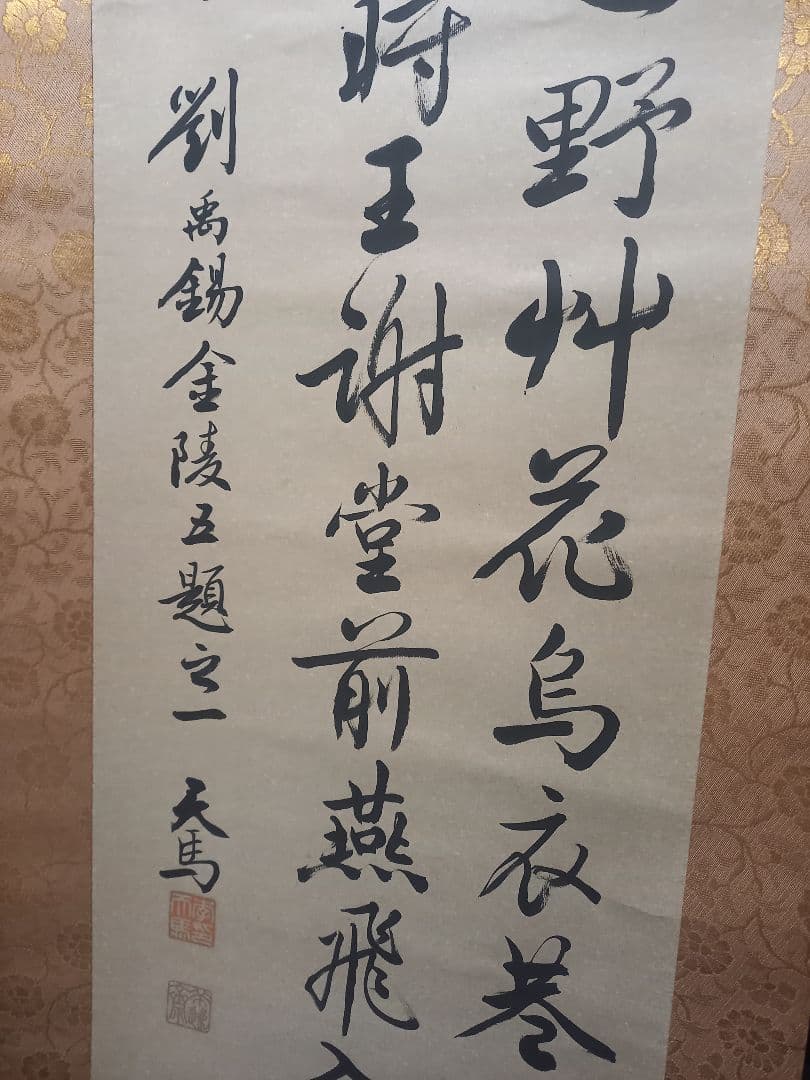 野艸花烏衣巷
時王謝堂前燕飛入
劉禹錫金陵五題之一 天馬